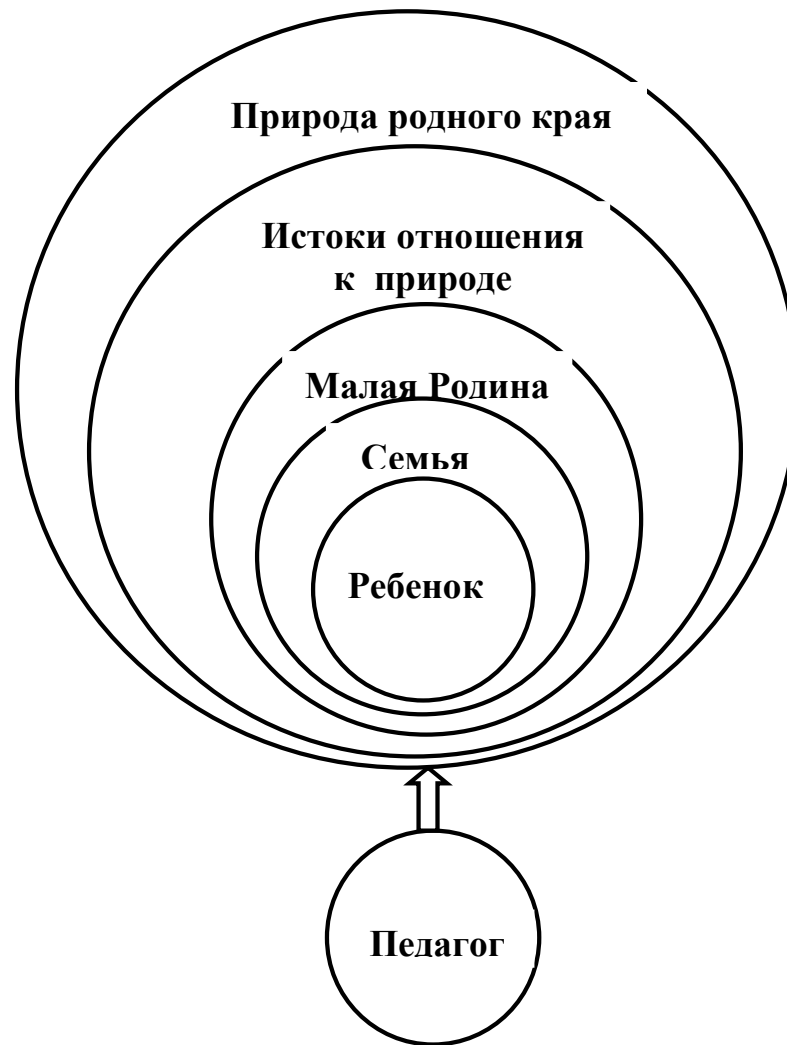 Природа родного края
Истоки отношения
к природе
Малая Родина
Семья
Ребенок
Педагог